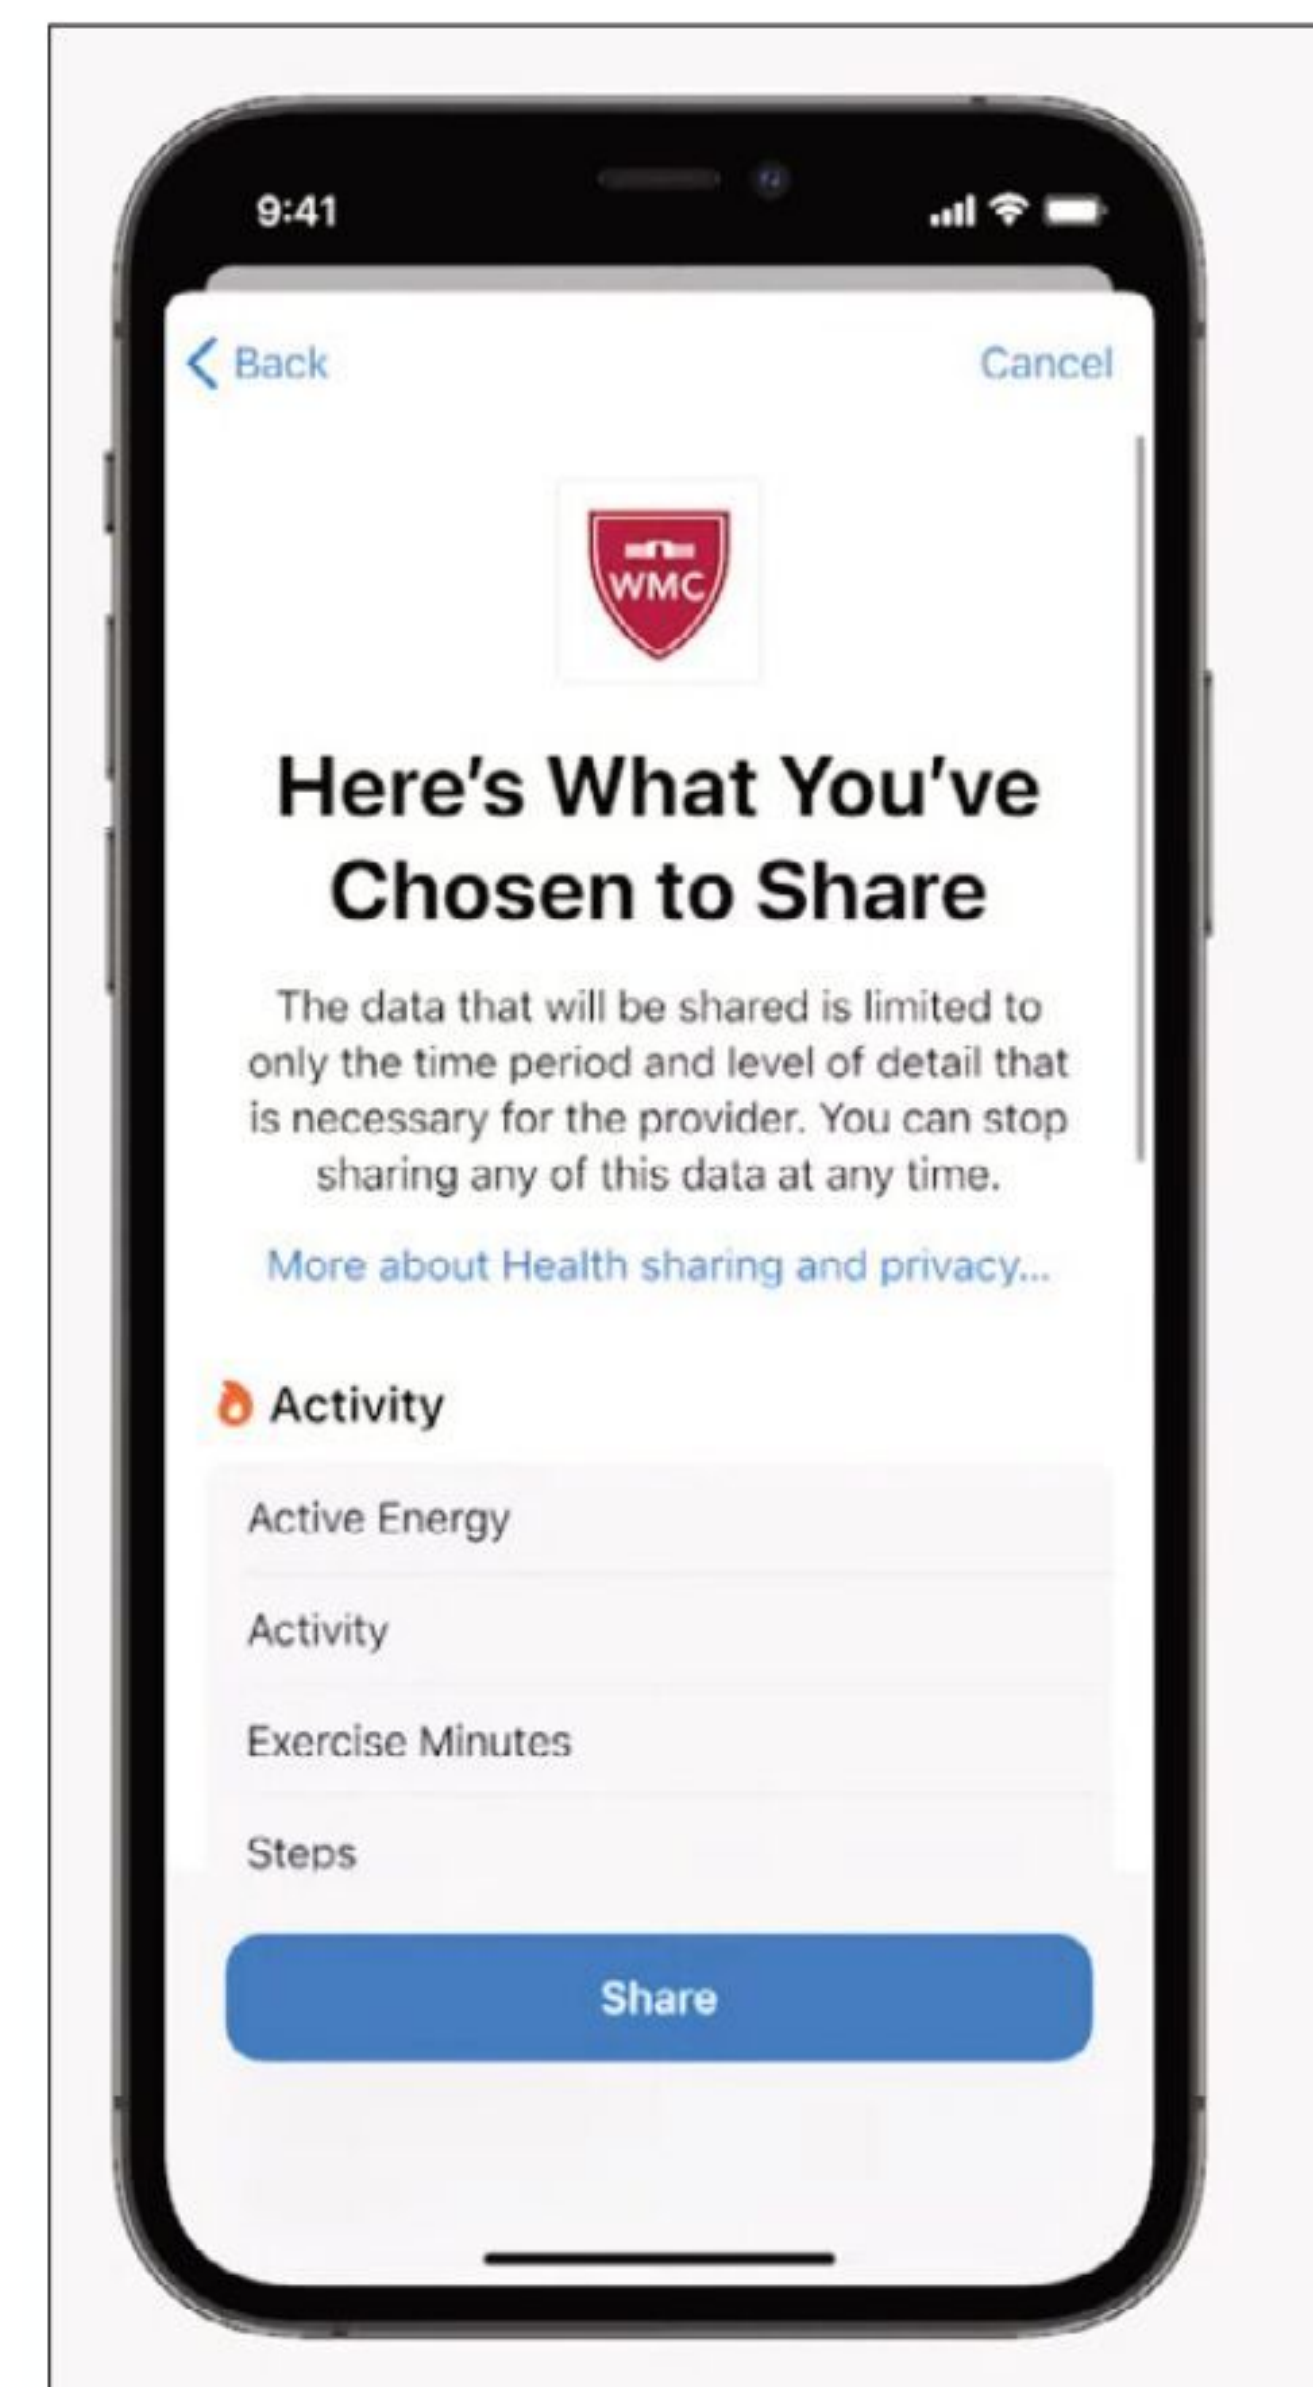 9:41
Back
Cancel
WMC
Here's What You've
Chosen to Share
The data that will be shared is limited to
only the time period and level of detail that
is necessary for the provider. You can stop
sharing any of this data at any time.
More about Health sharing and privacy...
Activity
Active Energy
Activity
Exercise Minutes
Steps
Share